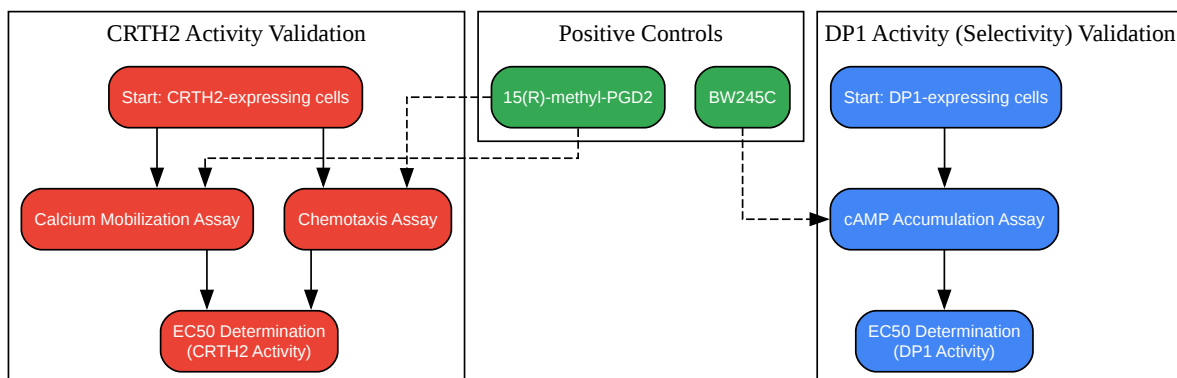 CRTH2 Activity Validation
Start: CRTH2-expressing cells
Calcium Mobilization Assay
Chemotaxis Assay
EC50 Determination
(CRTH2 Activity)
Positive Controls
15(R)-methyl-PGD2
BW245C
DP1 Activity (Selectivity) Validation
Start: DP1-expressing cells
cAMP Accumulation Assay
EC50 Determination
(DP1 Activity)